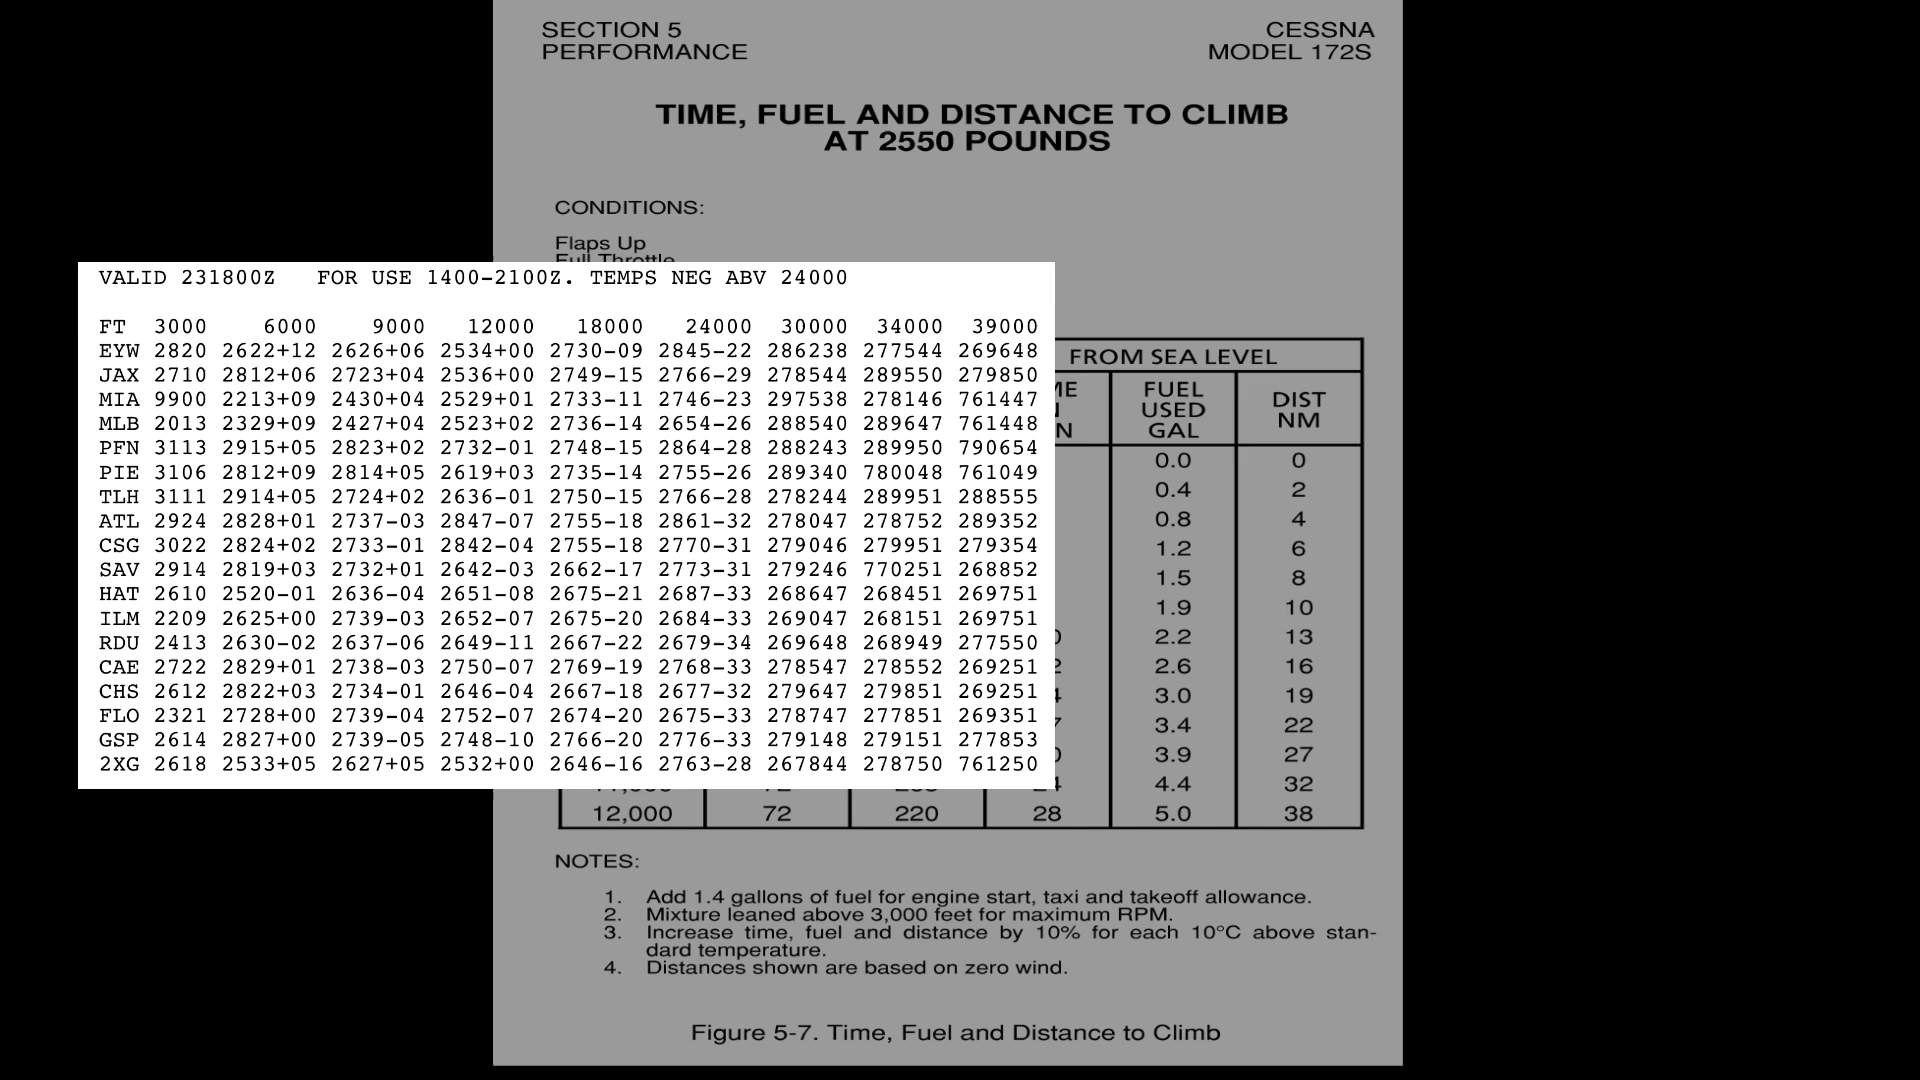 SECTION 5
PERFORMANCE
CESSNA
MODEL 172S
TIME, FUEL AND DISTANCE TO CLIMB
AT 2550 POUNDS
CONDITIONS:
Flaps Up
Full Throttle
VALID 231800Z FOR USE 1400-2100Z. TEMPS NEG ABV 24000
FT 3000 6000 9000 12000 18000 24000 30000 34000 39000
EYW 2820 2622+12 2626+06 2534+00 2730-09 2845-22 286238 277544 269648
JAX 2710 2812+06 2723+04 2536+00 2749-15 2766-29 278544 289550 279850
MIA 9900 2213+09 2430+04 2529+01 2733-11 2746-23 297538 278146 761447
MLB 2013 2329+09 2427+04 2523+02 2736-14 2654-26 288540 289647 761448
PFN 3113 2915+05 2823+02 2732-01 2748-15 2864-28 288243 289950 790654
PIE 3106 2812+09 2814+05 2619+03 2735-14 2755-26 289340 780048 761049
TLH 3111 2914+05 2724+02 2636-01 2750-15 2766-28 278244 289951 288555
ATL 2924 2828+01 2737-03 2847-07 2755-18 2861-32 278047 278752 289352
CSG 3022 2824+02 2733-01 2842-04 2755-18 2770-31 279046 279951 279354
SAV 2914 2819+03 2732+01 2642-03 2662-17 2773-31 279246 770251 268852
HAT 2610 2520-01 2636-04 2651-08 2675-21 2687-33 268647 268451 269751
ILM 2209 2625+00 2739-03 2652-07 2675-20 2684-33 269047 268151 269751
RDU 2413 2630-02 2637-06 2649-11 2667-22 2679-34 269648 268949 277550
CAE 2722 2829+01 2738-03 2750-07 2769-19 2768-33 278547 278552 269251
CHS 2612 2822+03 2734-01 2646-04 2667-18 2677-32 279647 279851 269251
FLO 2321 2728+00 2739-04 2752-07 2674-20 2675-33 278747 277851 269351
GSP 2614 2827+00 2739-05 2748-10 2766-20 2776-33 279148 279151 277853
2XG 2618 2533+05 2627+05 2532+00 2646-16 2763-28 267844 278750 761250
FROM SEA LEVEL
FUEL
USED
GAL
DIST
NM
0.0 0
0.4 2
0.8 4
1.2 6
1.5 8
1.9 10
2.2 13
2.6 16
3.0 19
3.4 22
3.9 27
4.4 32
12,000 72 220 28 5.0 38
NOTES:
1. Add 1.4 gallons of fuel for engine start, taxi and takeoff allowance.
2. Mixture leaned above 3,000 feet for maximum RPM.
3. Increase time, fuel and distance by 10% for each 10°C above stan-
dard temperature.
4. Distances shown are based on zero wind.
Figure 5-7. Time, Fuel and Distance to Climb